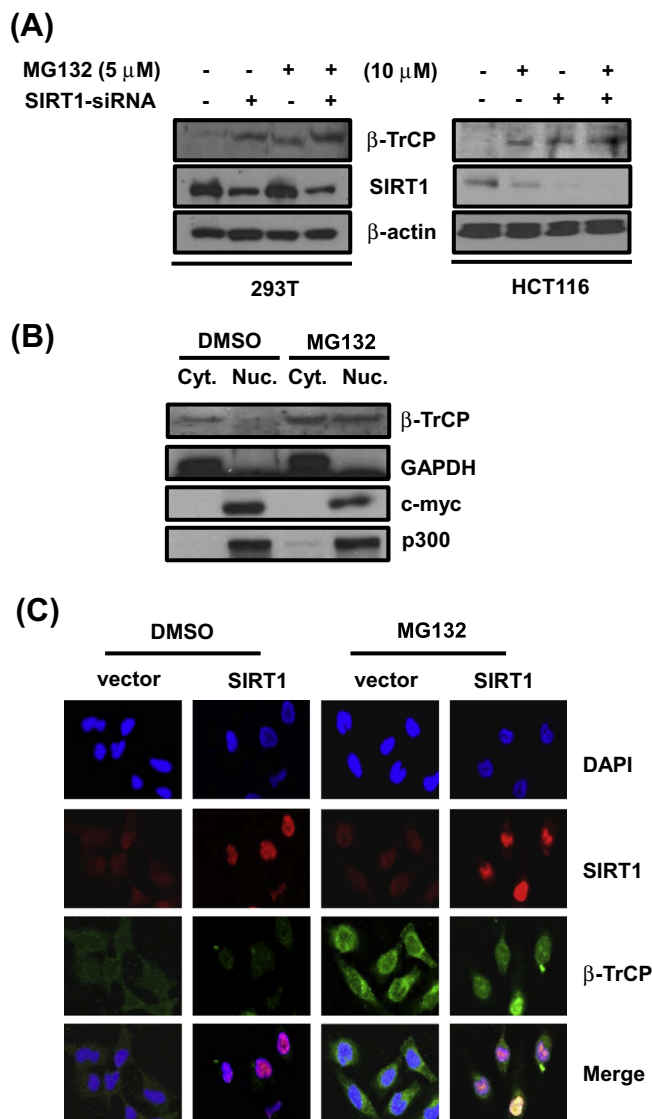 (A)
MG132 (5 μM) - - + + (10 μM) - + - +
SIRT1-siRNA - + - + - - + +
β-TrCP
SIRT1
β-actin
293T HCT116
(B)
DMSO MG132
Cyt. Nuc. Cyt. Nuc.
β-TrCP
GAPDH
c-myc
p300
(C)
DMSO MG132
vector SIRT1 vector SIRT1
DAPI
SIRT1
β-TrCP
Merge